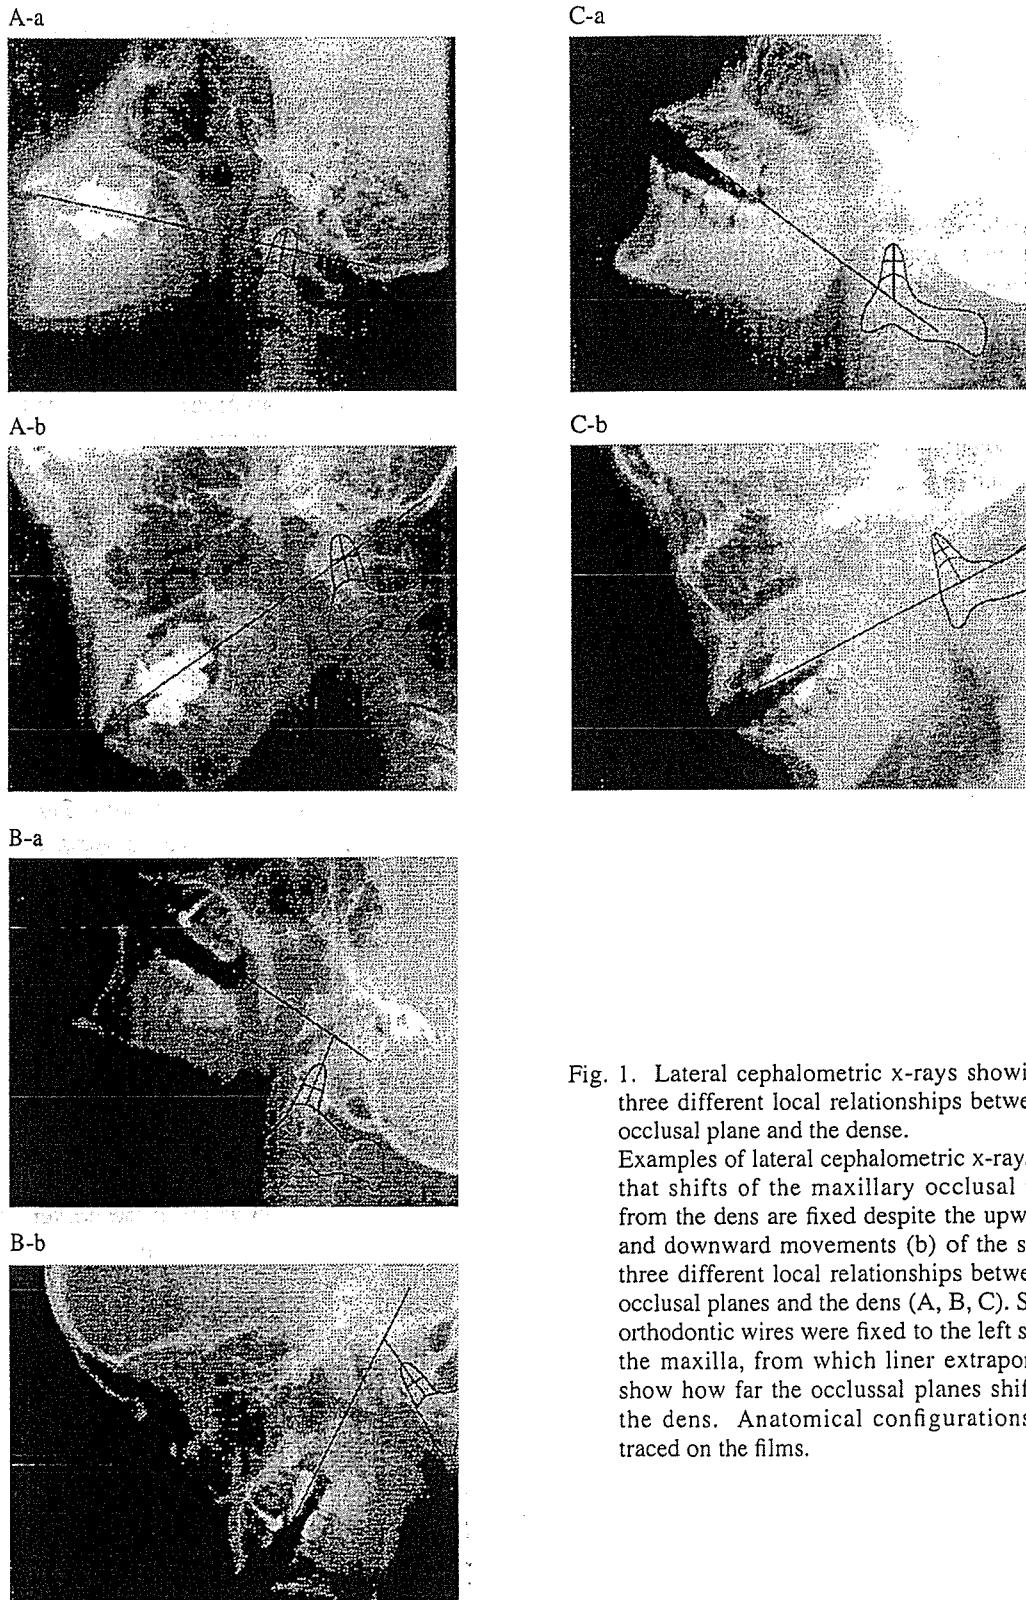 A-a
C-a
A-b
C-b
B-a
B-b
Fig. 1. Lateral cephalometric x-rays showi
three different local relationships betwe
occlusal plane and the dense.
Examples of lateral cephalometric x-ray
that shifts of the maxillary occlusal
from the dens are fixed despite the upw
and downward movements (b) of the s
three different local relationships betwe
occlusal planes and the dens (A, B, C). S
orthodontic wires were fixed to the left s
the maxilla, from which liner extrapor
show how far the occlussal planes shif
the dens. Anatomical configurations
traced on the films.